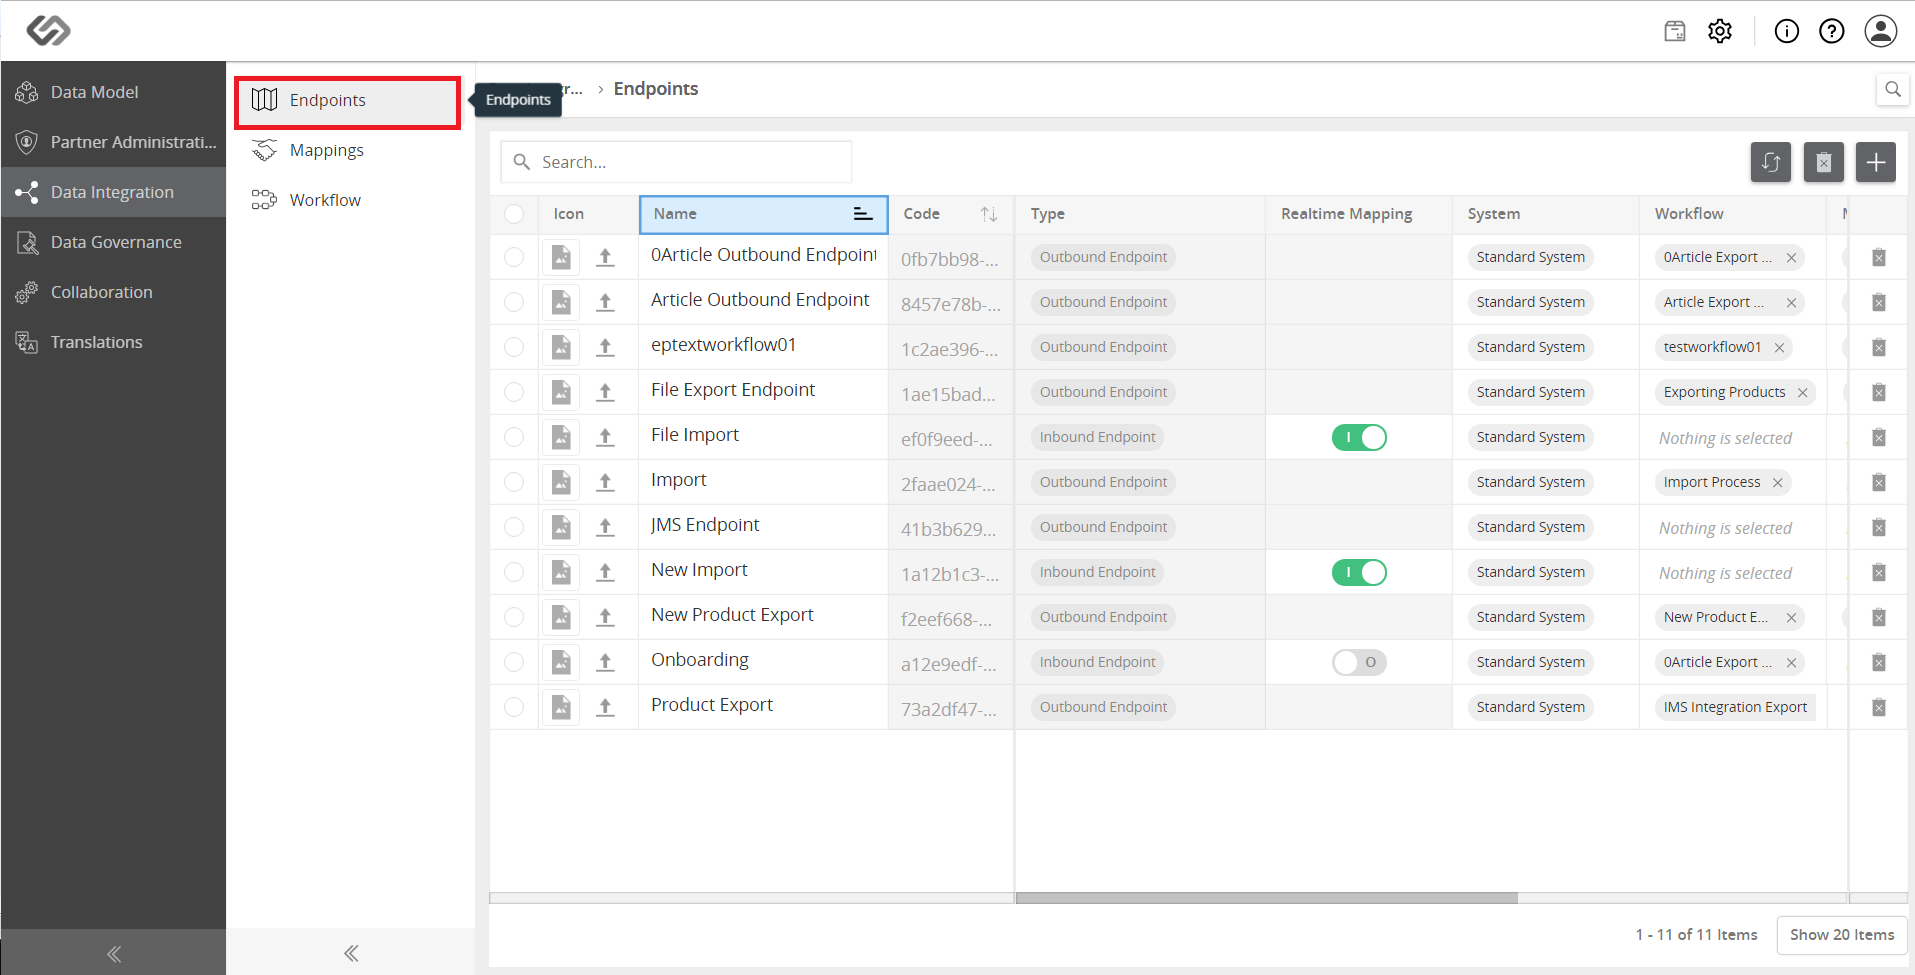 Data Model
Partner Administrati...
Data Integration
Data Governance
Collaboration
Translations
Endpoints
Mappings
Workflow
Endpoints
gr... › Endpoints
Search...
Icon Name Code Type Realtime Mapping System Workflow
0Article Outbound Endpoint 0fb7bb98-... Outbound Endpoint Standard System 0Article Export ...
Article Outbound Endpoint 8457e78b-... Outbound Endpoint Standard System Article Export ...
eptextworkflow01 1c2ae396-... Outbound Endpoint Standard System testworkflow01
File Export Endpoint 1ae15bad... Outbound Endpoint Standard System Exporting Products
File Import ef0f9eed-... Inbound Endpoint Standard System Nothing is selected
Import 2faae024-... Outbound Endpoint Standard System Import Process
JMS Endpoint 41b3b629... Outbound Endpoint Standard System Nothing is selected
New Import 1a12b1c3-... Inbound Endpoint Standard System Nothing is selected
New Product Export f2eef668-... Outbound Endpoint Standard System New Product E...
Onboarding a12e9edf-... Inbound Endpoint Standard System 0Article Export ...
Product Export 73a2df47-... Outbound Endpoint Standard System IMS Integration Export
1 - 11 of 11 Items Show 20 Items